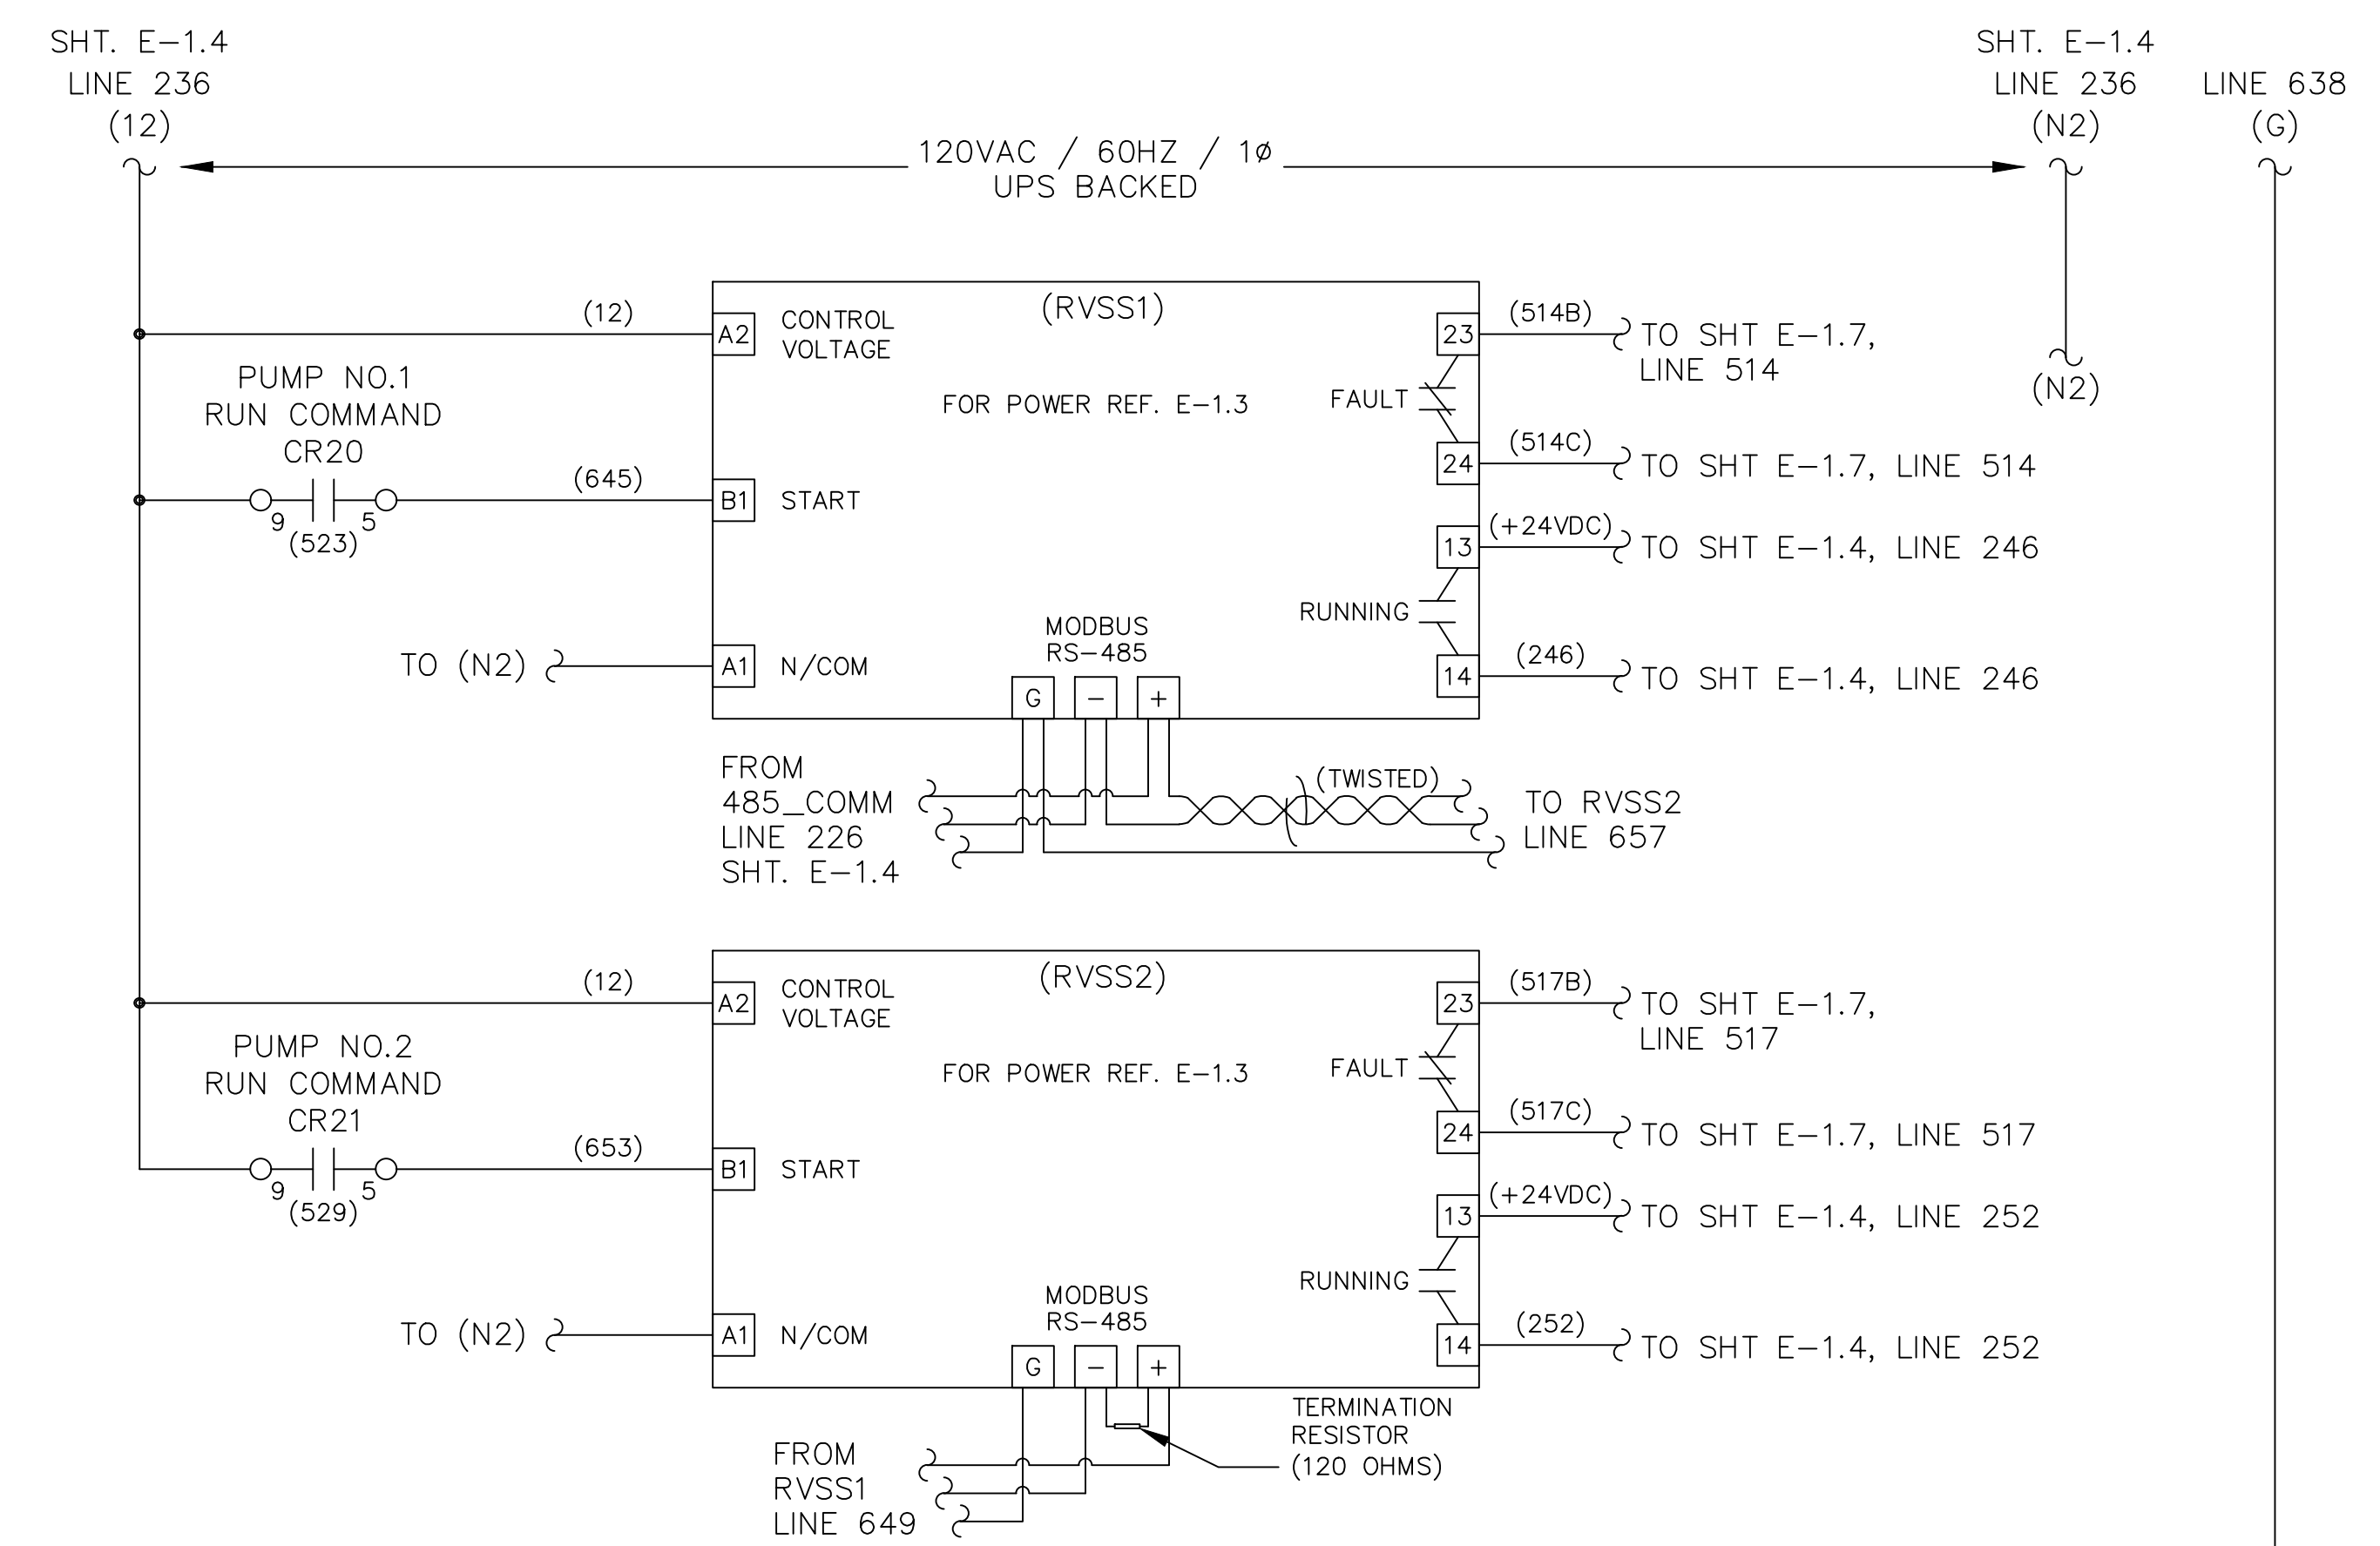 SHT. E-1.4
LINE 236
(12)
120VAC / 60HZ / 1ø
UPS BACKED
SHT. E-1.4
LINE 236
(N2)
LINE 638
(G)
(N2)
(RVSS1)
(12)
A2
CONTROL
VOLTAGE
FOR POWER REF. E-1.3
PUMP NO.1
RUN COMMAND
CR20
9
5
(523)
(645)
B1
START
TO (N2)
A1
N/COM
MODBUS
RS-485
G
-
+
FAULT
23
(514B)
TO SHT E-1.7,
LINE 514
24
(514C)
TO SHT E-1.7, LINE 514
RUNNING
13
(+24VDC)
TO SHT E-1.4, LINE 246
14
(246)
TO SHT E-1.4, LINE 246
FROM
485_COMM
LINE 226
SHT. E-1.4
(TWISTED)
TO RVSS2
LINE 657
(RVSS2)
(12)
A2
CONTROL
VOLTAGE
FOR POWER REF. E-1.3
PUMP NO.2
RUN COMMAND
CR21
9
5
(529)
(653)
B1
START
TO (N2)
A1
N/COM
MODBUS
RS-485
G
-
+
FAULT
23
(517B)
TO SHT E-1.7,
LINE 517
24
(517C)
TO SHT E-1.7, LINE 517
RUNNING
13
(+24VDC)
TO SHT E-1.4, LINE 252
14
(252)
TO SHT E-1.4, LINE 252
TERMINATION
RESISTOR
(120 OHMS)
FROM
RVSS1
LINE 649